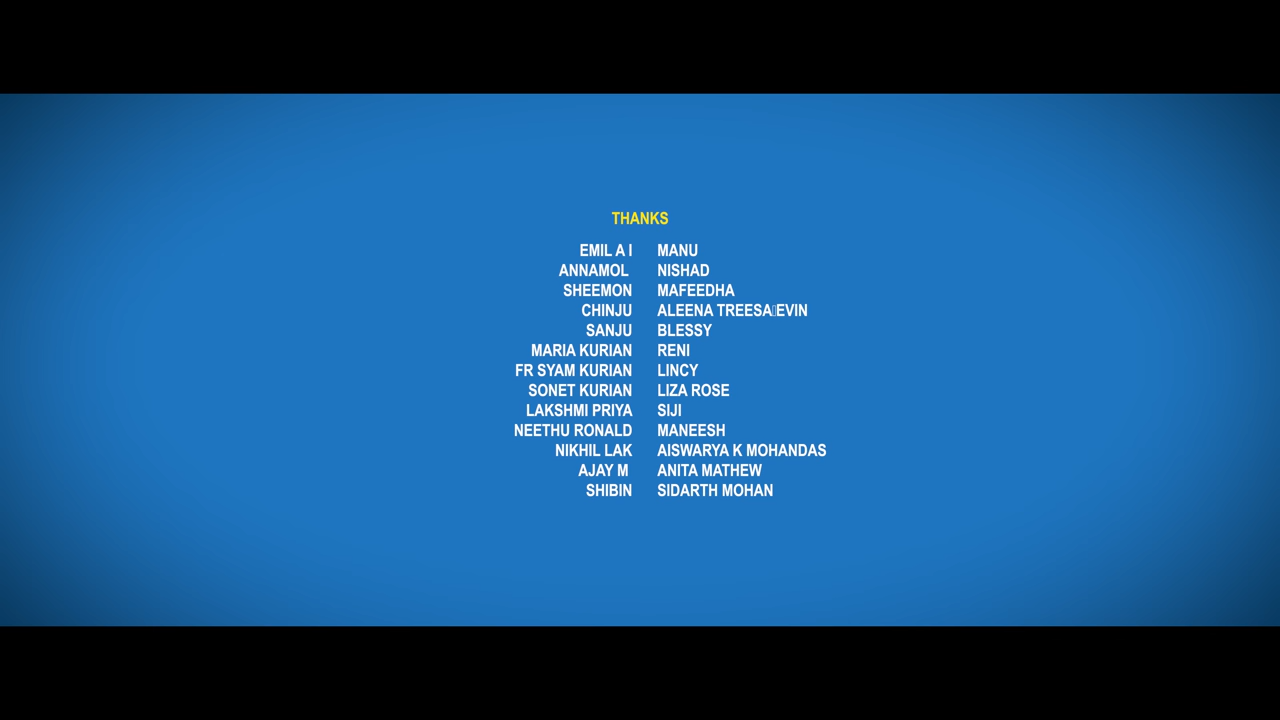 THANKS
EMIL A I MANU
ANNAMOL NISHAD
SHEEMON MAFEEDHA
CHINJU ALEENA TREESA▯EVIN
SANJU BLESSY
MARIA KURIAN RENI
FR SYAM KURIAN LINCY
SONET KURIAN LIZA ROSE
LAKSHMI PRIYA SIJI
NEETHU RONALD MANEESH
NIKHIL LAK AISWARYA K MOHANDAS
AJAY M ANITA MATHEW
SHIBIN SIDARTH MOHAN